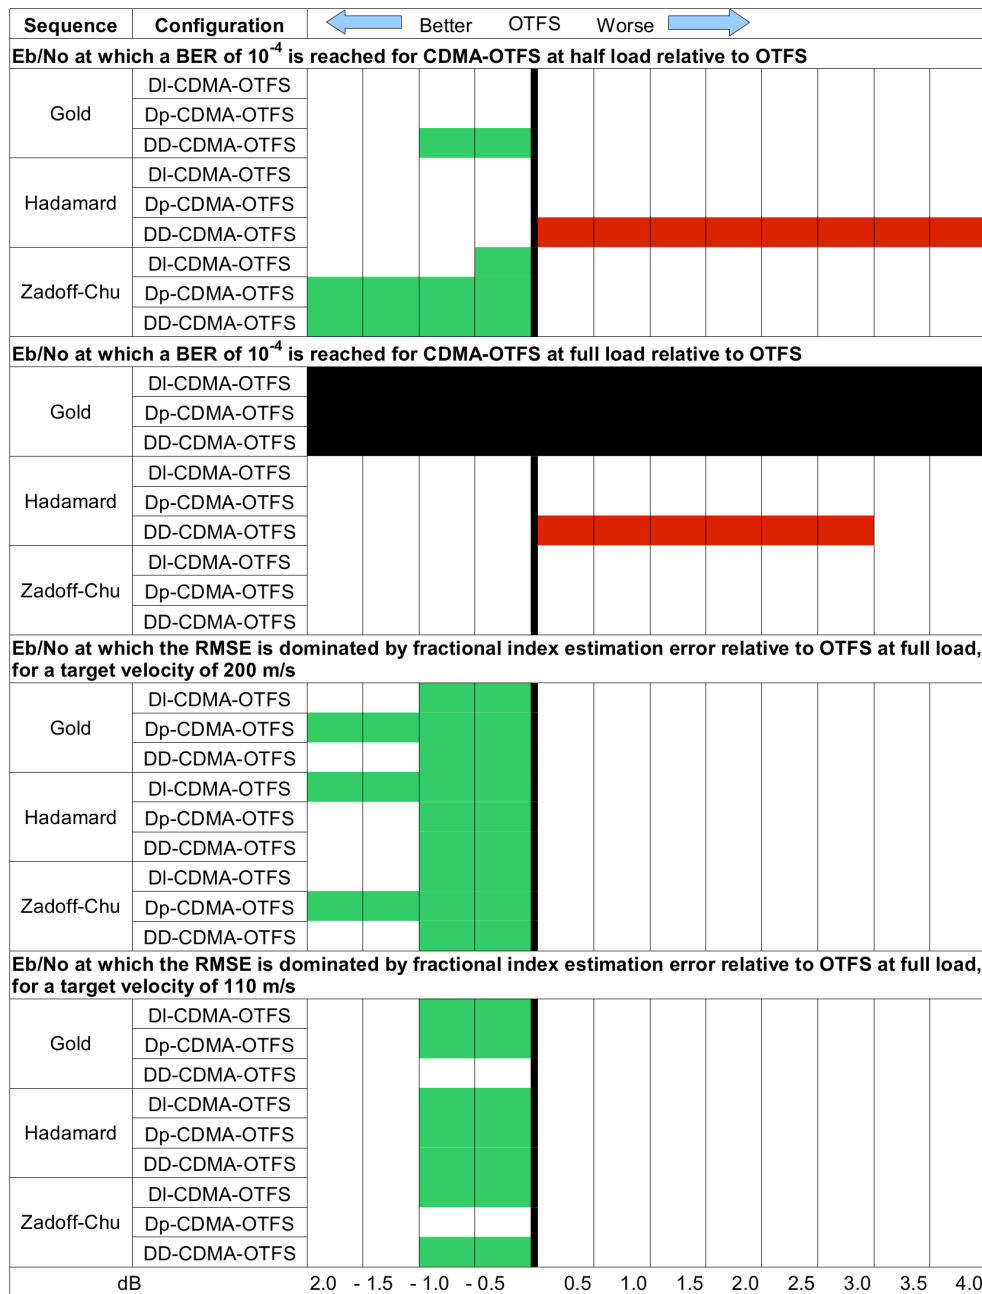 Sequence Configuration Better OTFS Worse
Eb/No at which a BER of 10^-4 is reached for CDMA-OTFS at half load relative to OTFS
Gold
Dl-CDMA-OTFS
Dp-CDMA-OTFS
DD-CDMA-OTFS
Hadamard
Dl-CDMA-OTFS
Dp-CDMA-OTFS
DD-CDMA-OTFS
Zadoff-Chu
Dl-CDMA-OTFS
Dp-CDMA-OTFS
DD-CDMA-OTFS
Eb/No at which a BER of 10^-4 is reached for CDMA-OTFS at full load relative to OTFS
Gold
Dl-CDMA-OTFS
Dp-CDMA-OTFS
DD-CDMA-OTFS
Hadamard
Dl-CDMA-OTFS
Dp-CDMA-OTFS
DD-CDMA-OTFS
Zadoff-Chu
Dl-CDMA-OTFS
Dp-CDMA-OTFS
DD-CDMA-OTFS
Eb/No at which the RMSE is dominated by fractional index estimation error relative to OTFS at full load,
for a target velocity of 200 m/s
Gold
Dl-CDMA-OTFS
Dp-CDMA-OTFS
DD-CDMA-OTFS
Hadamard
Dl-CDMA-OTFS
Dp-CDMA-OTFS
DD-CDMA-OTFS
Zadoff-Chu
Dl-CDMA-OTFS
Dp-CDMA-OTFS
DD-CDMA-OTFS
Eb/No at which the RMSE is dominated by fractional index estimation error relative to OTFS at full load,
for a target velocity of 110 m/s
Gold
Dl-CDMA-OTFS
Dp-CDMA-OTFS
DD-CDMA-OTFS
Hadamard
Dl-CDMA-OTFS
Dp-CDMA-OTFS
DD-CDMA-OTFS
Zadoff-Chu
Dl-CDMA-OTFS
Dp-CDMA-OTFS
DD-CDMA-OTFS
dB 2.0 - 1.5 - 1.0 - 0.5 0.5 1.0 1.5 2.0 2.5 3.0 3.5 4.0